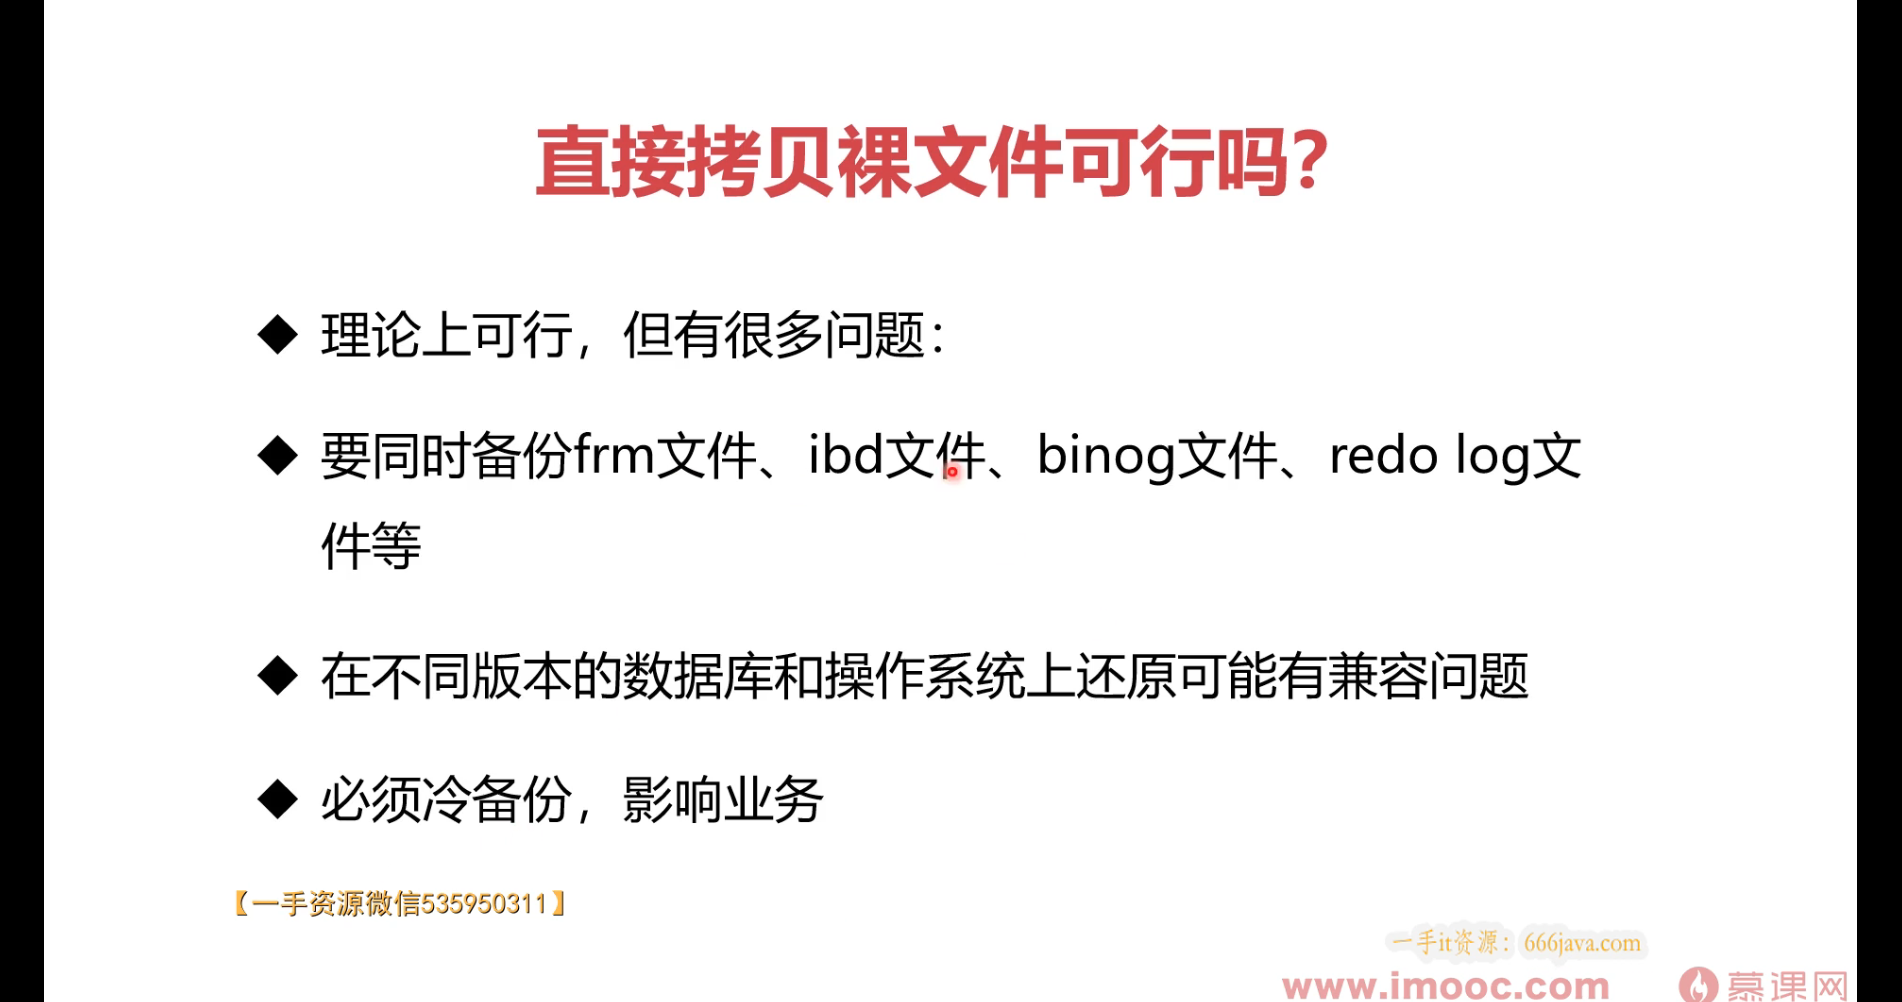 直接拷贝裸文件可行吗?
◆ 理论上可行，但有很多问题：
◆ 要同时备份frm文件、ibd文件、binog文件、redo log文
件等
◆ 在不同版本的数据库和操作系统上还原可能有兼容问题
◆ 必须冷备份，影响业务
【一手资源微信535950311】
一手it资源：666java.com
www.imooc.com 慕课网